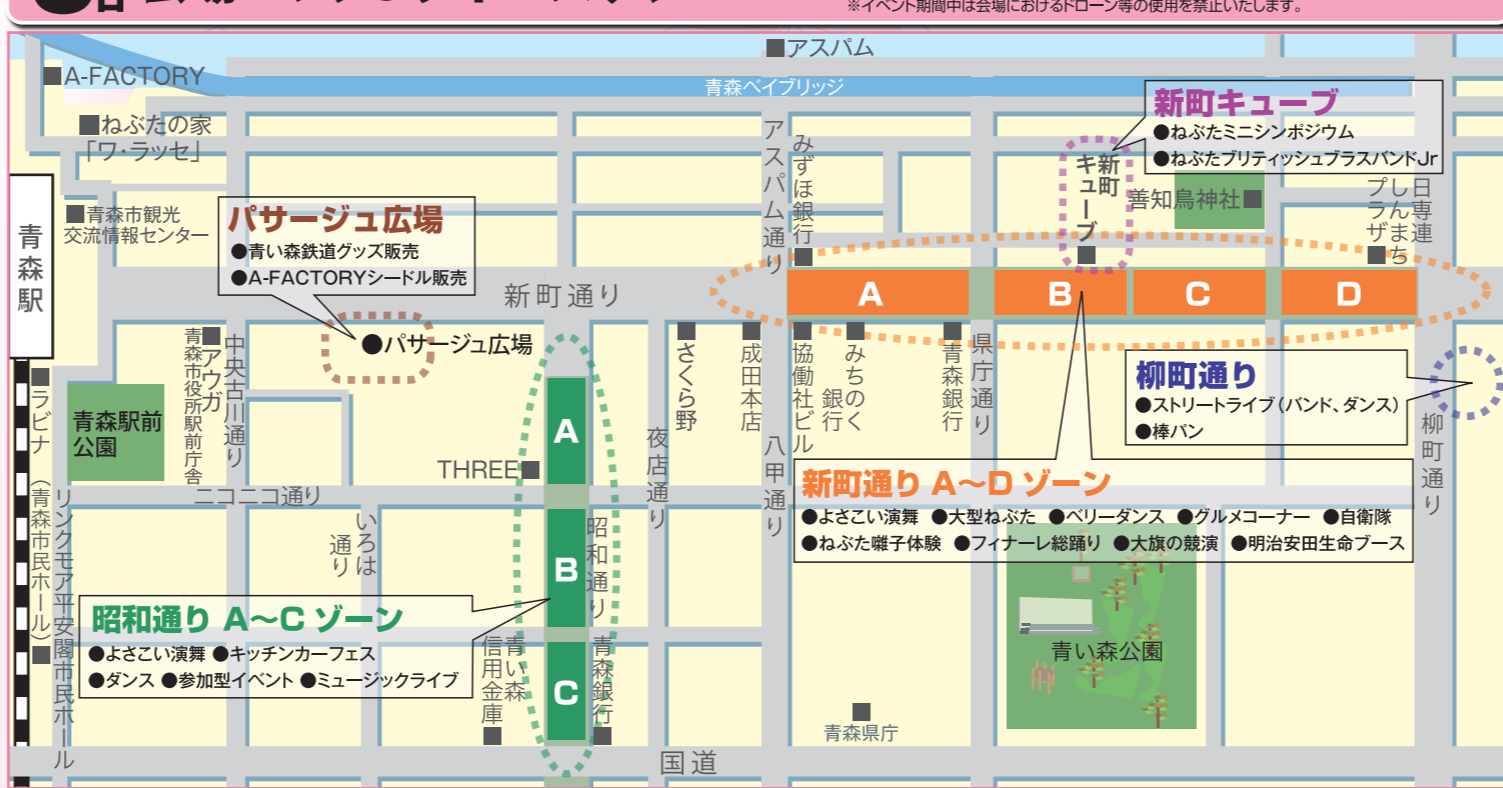 ※イベント期間中は会場におけるドローン等の使用を禁止いたします。
■アスパム
■A-FACTORY
青森ベイブリッジ
■ねぶたの家
「ワ・ラッセ」
青森駅
■青森市観光
交流情報センター
パサージュ広場
●青い森鉄道グッズ販売
●A-FACTORYシードル販売
アスパム通り
みずほ銀行■
新町キューブ
●ねぶたミニシンポジウム
●ねぶたブリティッシュブラスバンドJr
新町
キューブ■
善知鳥神社■
日専連
しんまち
プラザ■
新町通り
A
B
C
D
●パサージュ広場
■アウガ
青森市役所駅前庁舎
中央古川通り
■さくら野
■成田本店
■協働社ビル
■みちのく
銀行
■青森銀行
県庁通り
柳町通り
●ストリートライブ(バンド、ダンス)
●棒パン
柳町通り
■ラビナ
青森駅前
公園
THREE■
夜店通り
八甲通り
ニコニコ通り
いろは
通り
昭和通り
A
B
C
新町通り A~D ゾーン
●よさこい演舞 ●大型ねぶた ●ベリーダンス ●グルメコーナー ●自衛隊
●ねぶた囃子体験 ●フィナーレ総踊り ●大旗の競演 ●明治安田生命ブース
昭和通り A~C ゾーン
●よさこい演舞 ●キッチンカーフェス
●ダンス ●参加型イベント ●ミュージックライブ
リンクモア平安閣市民ホール
(青森市民ホール)■
青い森
信用金庫■
青森銀行■
青い森公園
■
青森県庁
国道